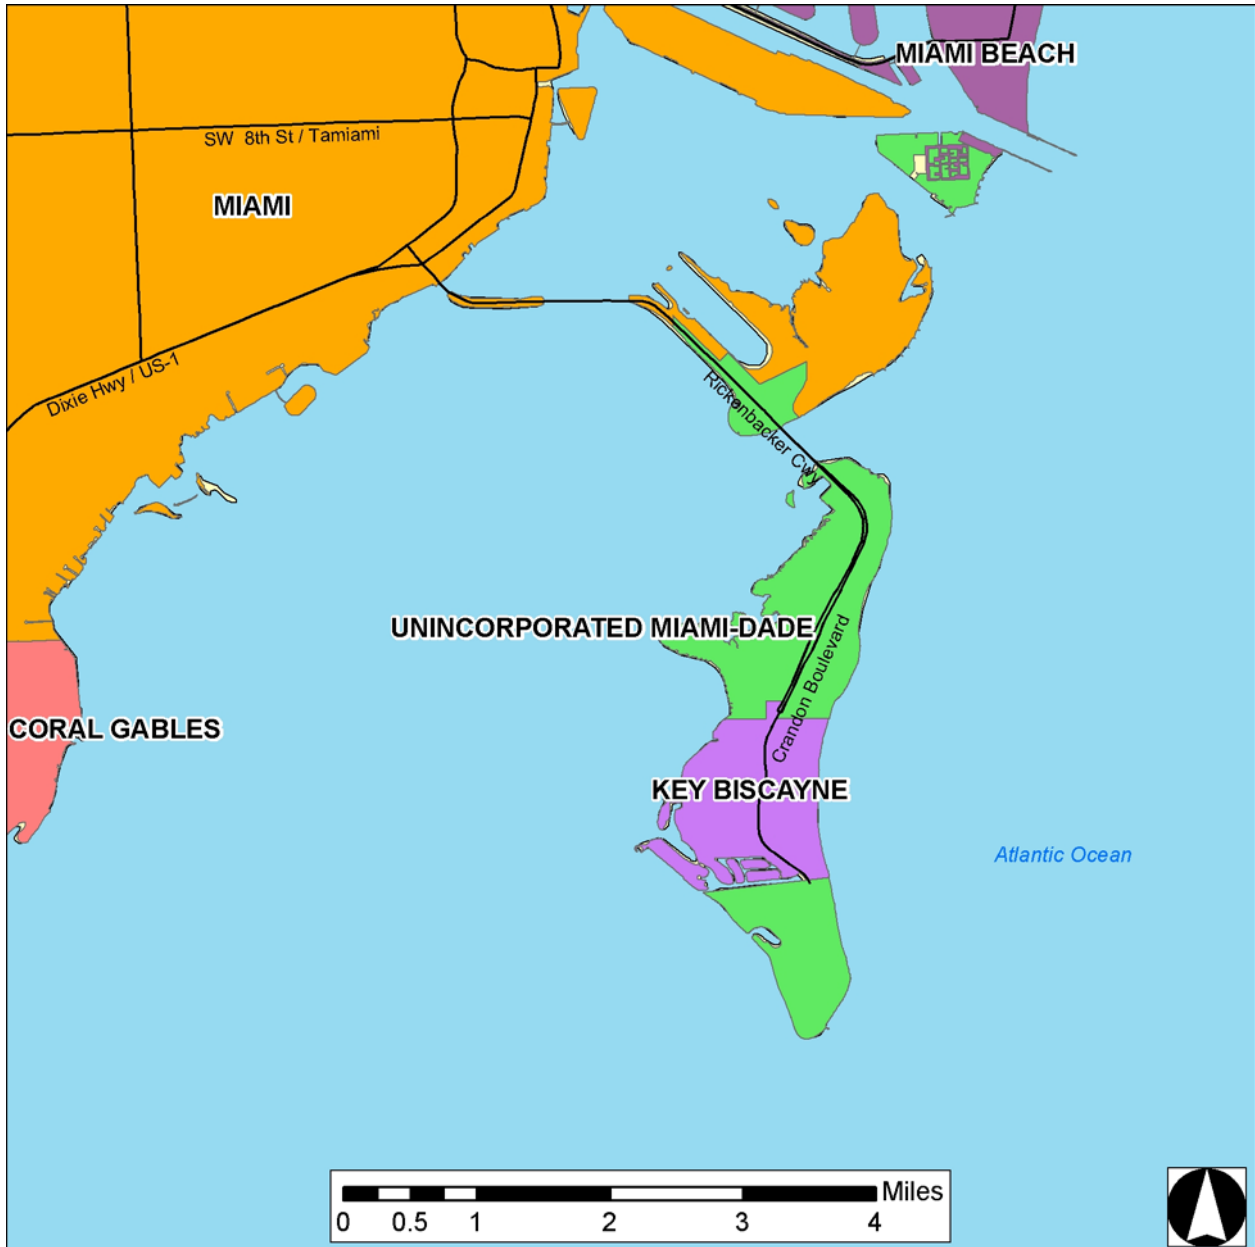 MIAMI BEACH
SW 8th St / Tamiami
MIAMI
Dixie Hwy / US-1
Rickenbacker Cwy
UNINCORPORATED MIAMI-DADE
Crandon Boulevard
CORAL GABLES
KEY BISCAYNE
Atlantic Ocean
Miles
0 0.5 1 2 3 4